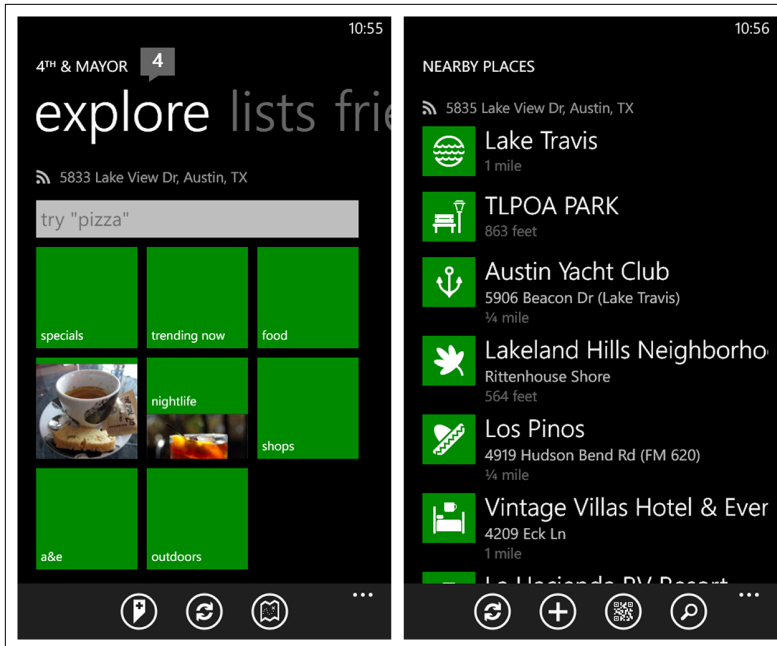 10:55
4TH & MAYOR 4
explore lists frie
5833 Lake View Dr, Austin, TX
try "pizza"
specials
trending now
food
nightlife
shops
a&e
outdoors
10:56
NEARBY PLACES
5835 Lake View Dr, Austin, TX
Lake Travis
1 mile
TLPOA PARK
863 feet
Austin Yacht Club
5906 Beacon Dr (Lake Travis)
¼ mile
Lakeland Hills Neighborho
Rittenhouse Shore
564 feet
Los Pinos
4919 Hudson Bend Rd (FM 620)
¼ mile
Vintage Villas Hotel & Ever
4209 Eck Ln
1 mile
La Hacienda RV Resort